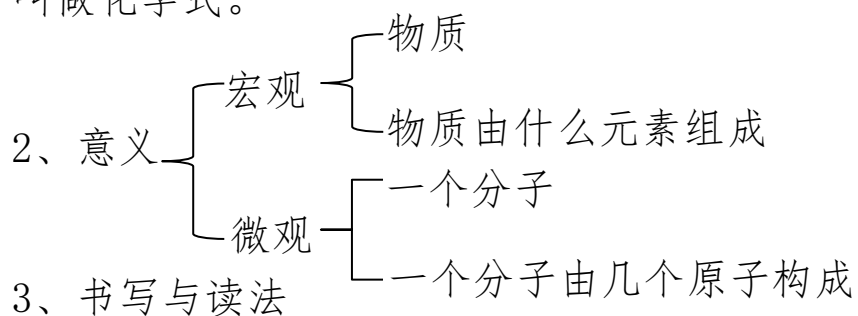 叫做化学式。
物质
宏观
物质由什么元素组成
2、意义
一个分子
微观
一个分子由几个原子构成
3、书写与读法